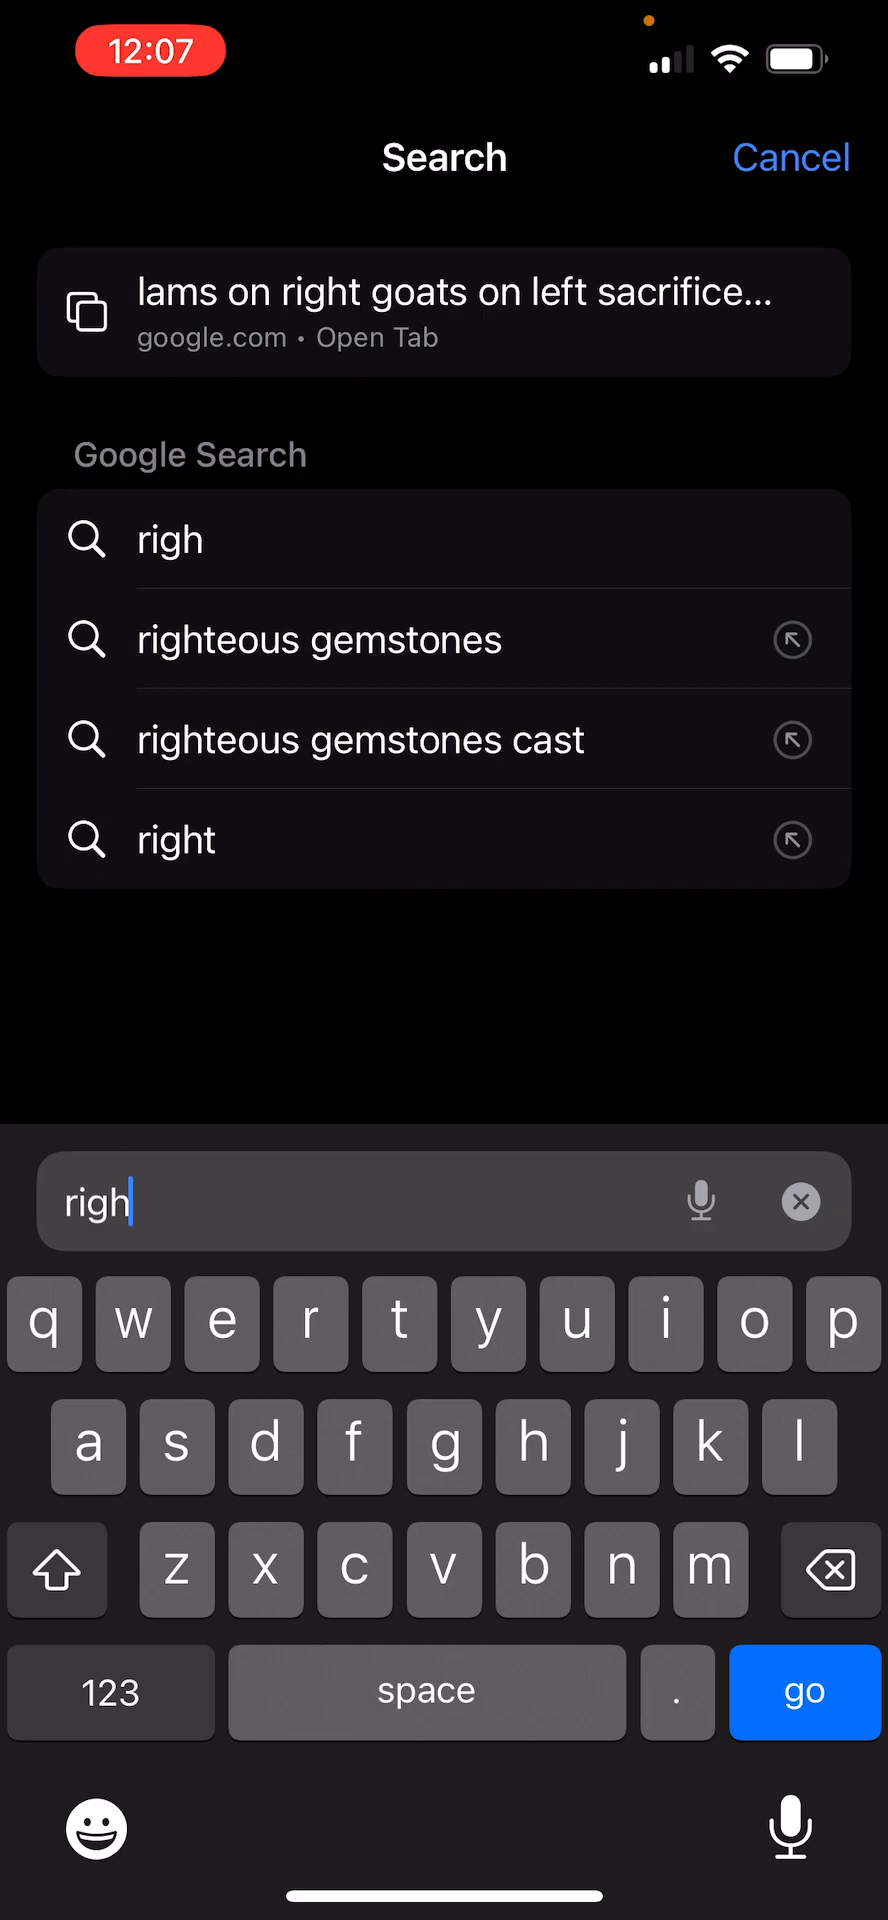 12:07
Search
Cancel
lams on right goats on left sacrifice...
google.com • Open Tab
Google Search
righ
righteous gemstones
righteous gemstones cast
right
righ
q w e r t y u i o p
a s d f g h j k l
z x c v b n m
123 space . go